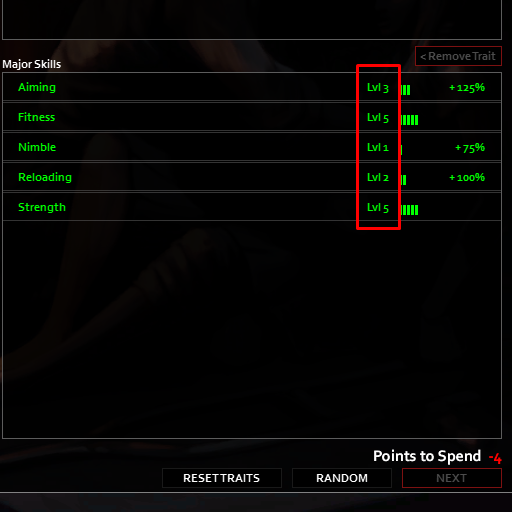 < Remove Trait
Major Skills
Aiming Lvl 3 + 125%
Fitness Lvl 5
Nimble Lvl 1 + 75%
Reloading Lvl 2 + 100%
Strength Lvl 5
Points to Spend -4
RESET TRAITS RANDOM NEXT